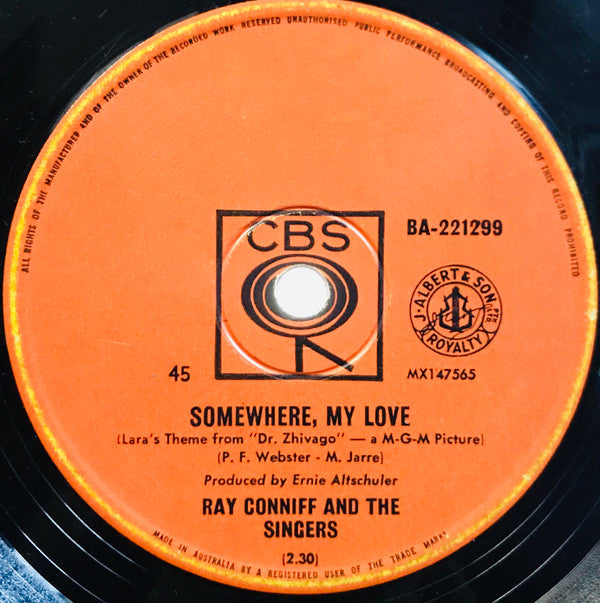 ALL RIGHTS OF THE MANUFACTURER AND OF THE OWNER OF THE RECORDED WORK RESERVED UNAUTHORISED PUBLIC PERFORMANCE BROADCASTING AND COPYING OF THIS RECORD PROHIBITED
CBS
BA-221299
J. ALBERT & SON PTY LTD
ROYALTY
45
MX147565
SOMEWHERE, MY LOVE
(Lara's Theme from "Dr. Zhivago" — a M-G-M Picture)
(P. F. Webster - M. Jarre)
Produced by Ernie Altschuler
RAY CONNIFF AND THE
SINGERS
(2.30)
MADE IN AUSTRALIA BY A REGISTERED USER OF THE TRADE MARK